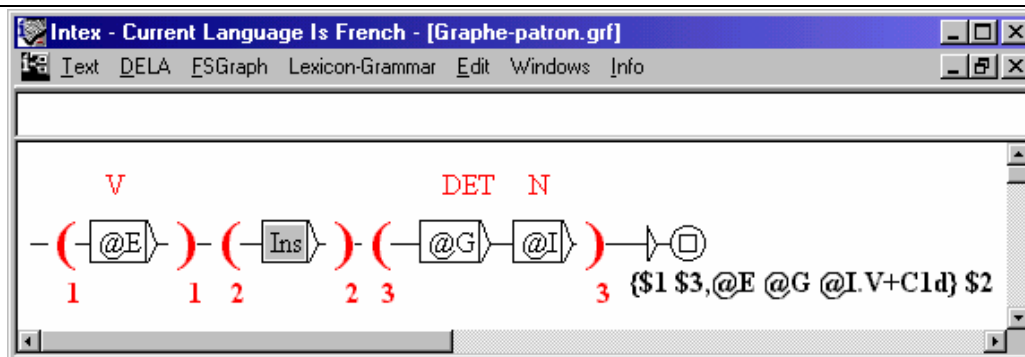 Intex - Current Language Is French - [Graphe-patron.grf]
Text DELA FSGraph Lexicon-Grammar Edit Windows Info
V DET N
( @E ) ( Ins ) ( @G @I )
1 1 2 2 3 3
{$1 $3,@E @G @I.V+C1d} $2